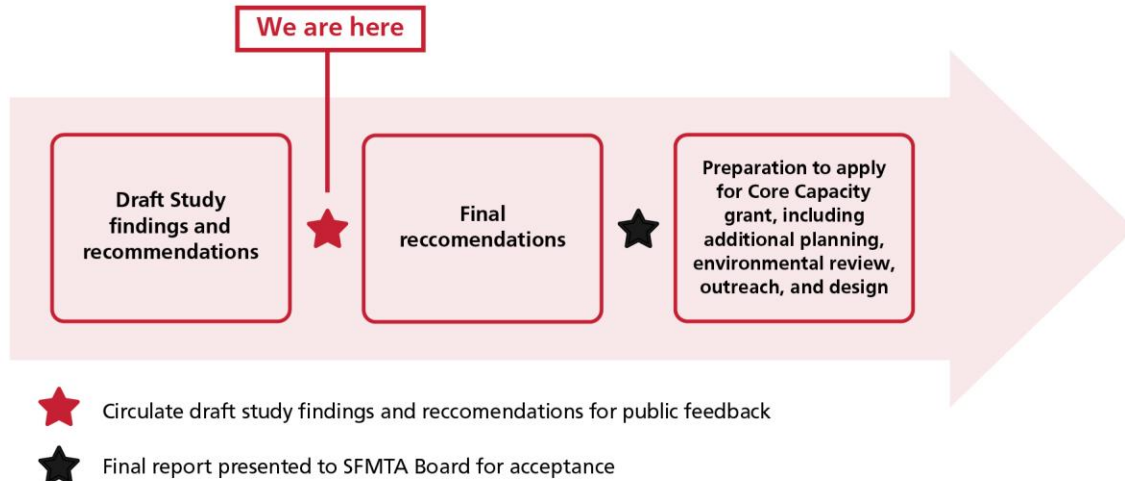 We are here
Draft Study
findings and
recommendations
Final
reccomendations
Preparation to apply
for Core Capacity
grant, including
additional planning,
environmental review,
outreach, and design
Circulate draft study findings and reccomendations for public feedback
Final report presented to SFMTA Board for acceptance